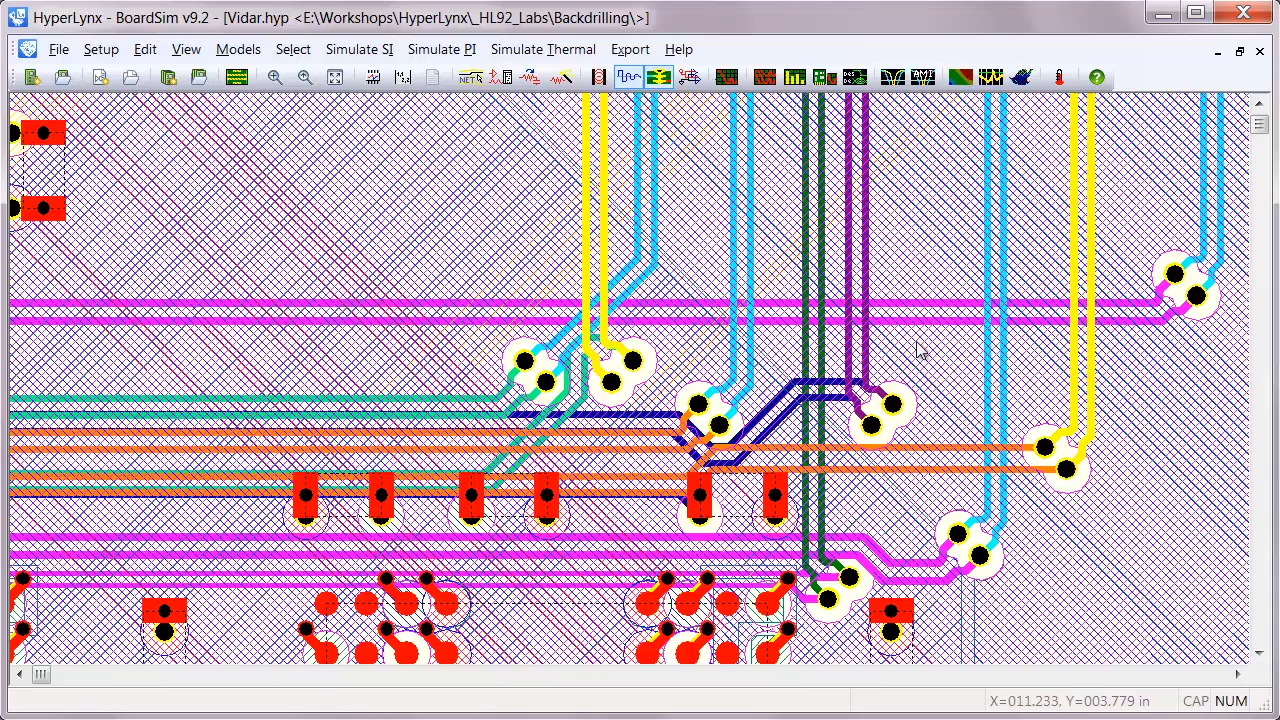 HyperLynx - BoardSim v9.2 - [Vidar.hyp <E:\Workshops\HyperLynx\_HL92_Labs\Backdrilling\>]
File Setup Edit View Models Select Simulate SI Simulate PI Simulate Thermal Export Help
X=011.233, Y=003.779 in CAP NUM